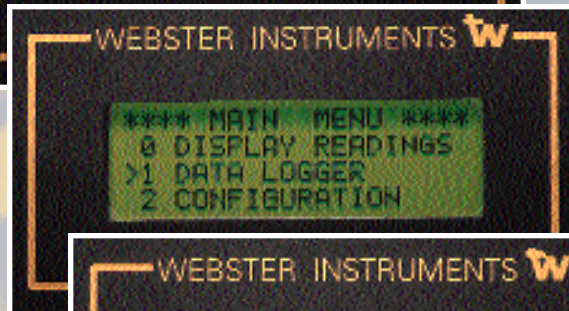 WEBSTER INSTRUMENTS
**** MAIN MENU ****
0 DISPLAY READINGS
>1 DATA LOGGER
2 CONFIGURATION
WEBSTER INSTRUMENTS